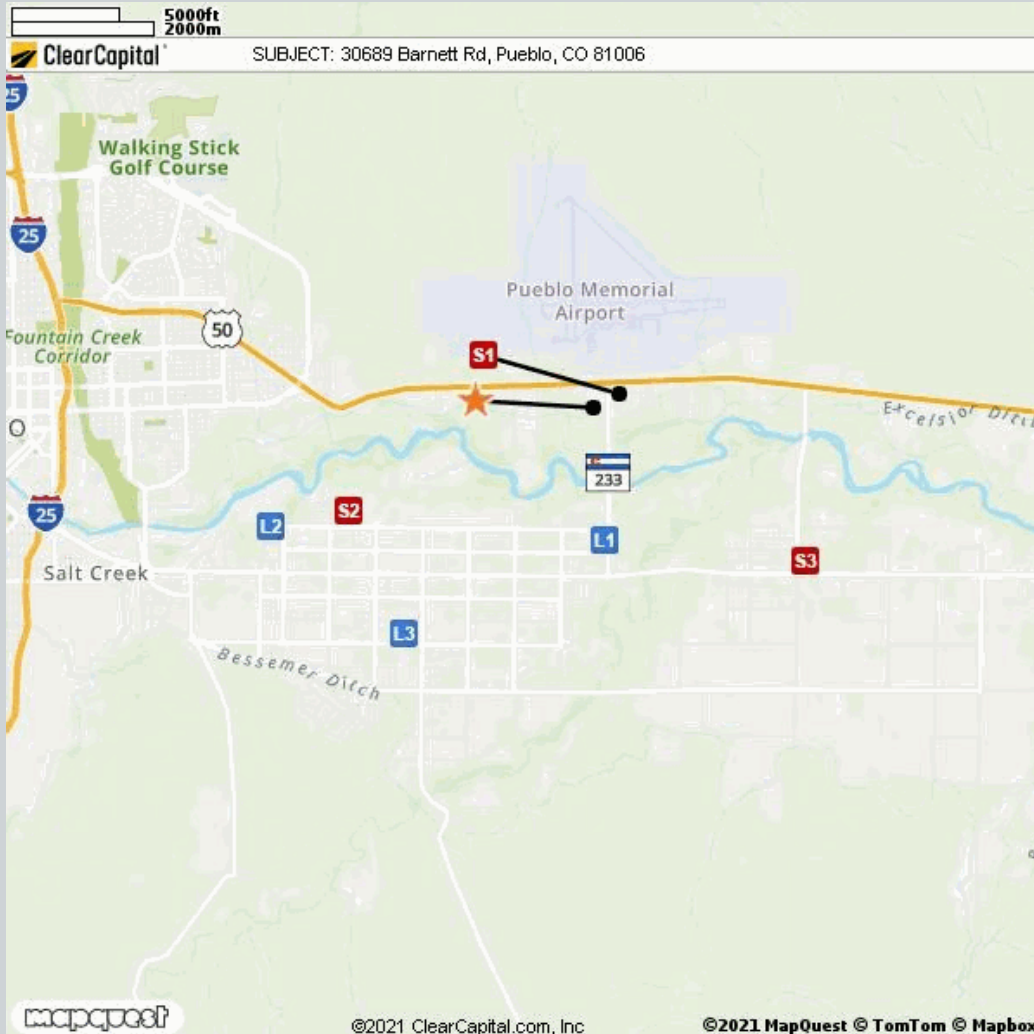 5000ft
2000m
ClearCapital
SUBJECT: 30689 Barnett Rd, Pueblo, CO 81006
25
Walking Stick
Golf Course
25
Pueblo Memorial
Airport
50
Fountain Creek
Corridor
S1
Excelsior
O
233
S2
25
L2
L1
Salt Creek
S3
L3
Bessemer Ditch
mapquest
©2021 ClearCapital.com, Inc
©2021 MapQuest © TomTom © Mapbox